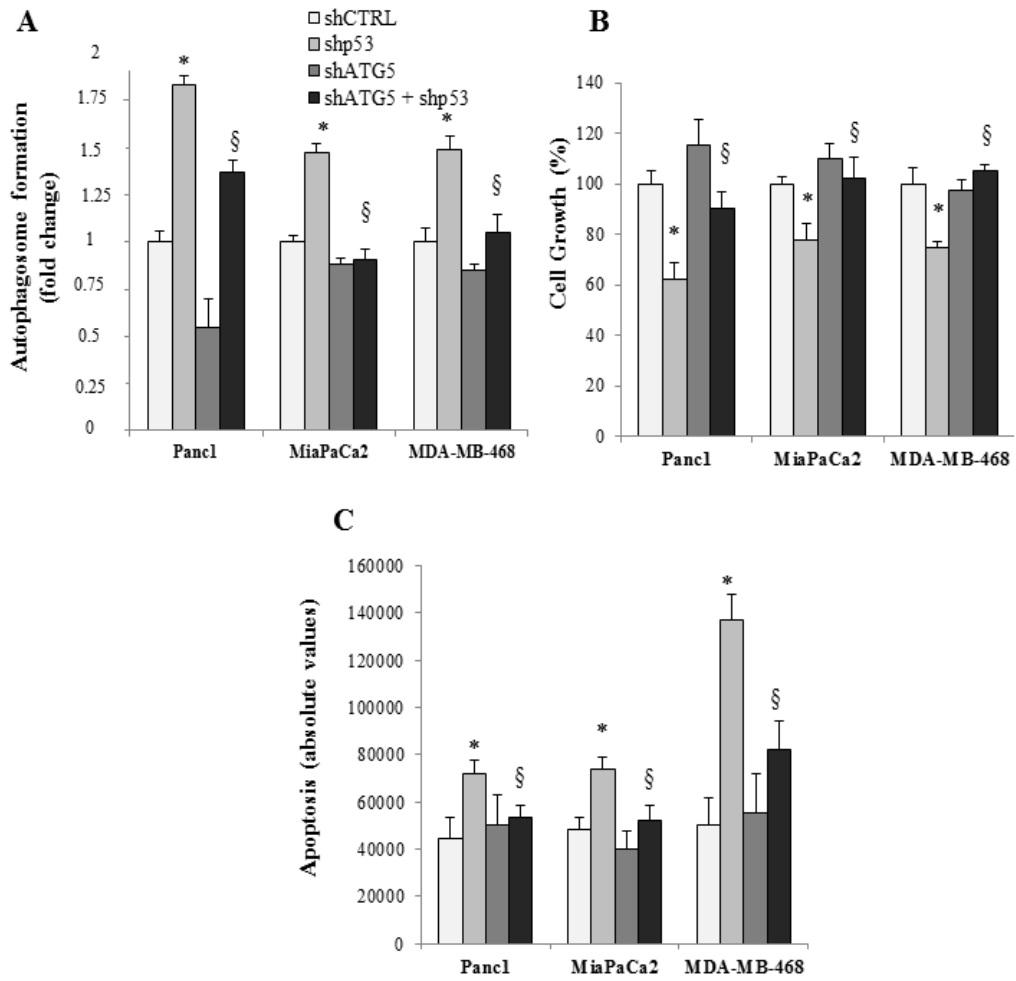 A
shCTRL
shp53
shATG5
shATG5 + shp53
Autophagosome formation
(fold change)
2
1.75
1.5
1.25
1
0.75
0.5
0.25
0
*
§
*
§
*
§
Panc1
MiaPaCa2
MDA-MB-468
B
Cell Growth (%)
140
120
100
80
60
40
20
0
*
§
*
§
*
§
Panc1
MiaPaCa2
MDA-MB-468
C
Apoptosis (absolute values)
160000
140000
120000
100000
80000
60000
40000
20000
0
*
§
*
§
*
§
Panc1
MiaPaCa2
MDA-MB-468